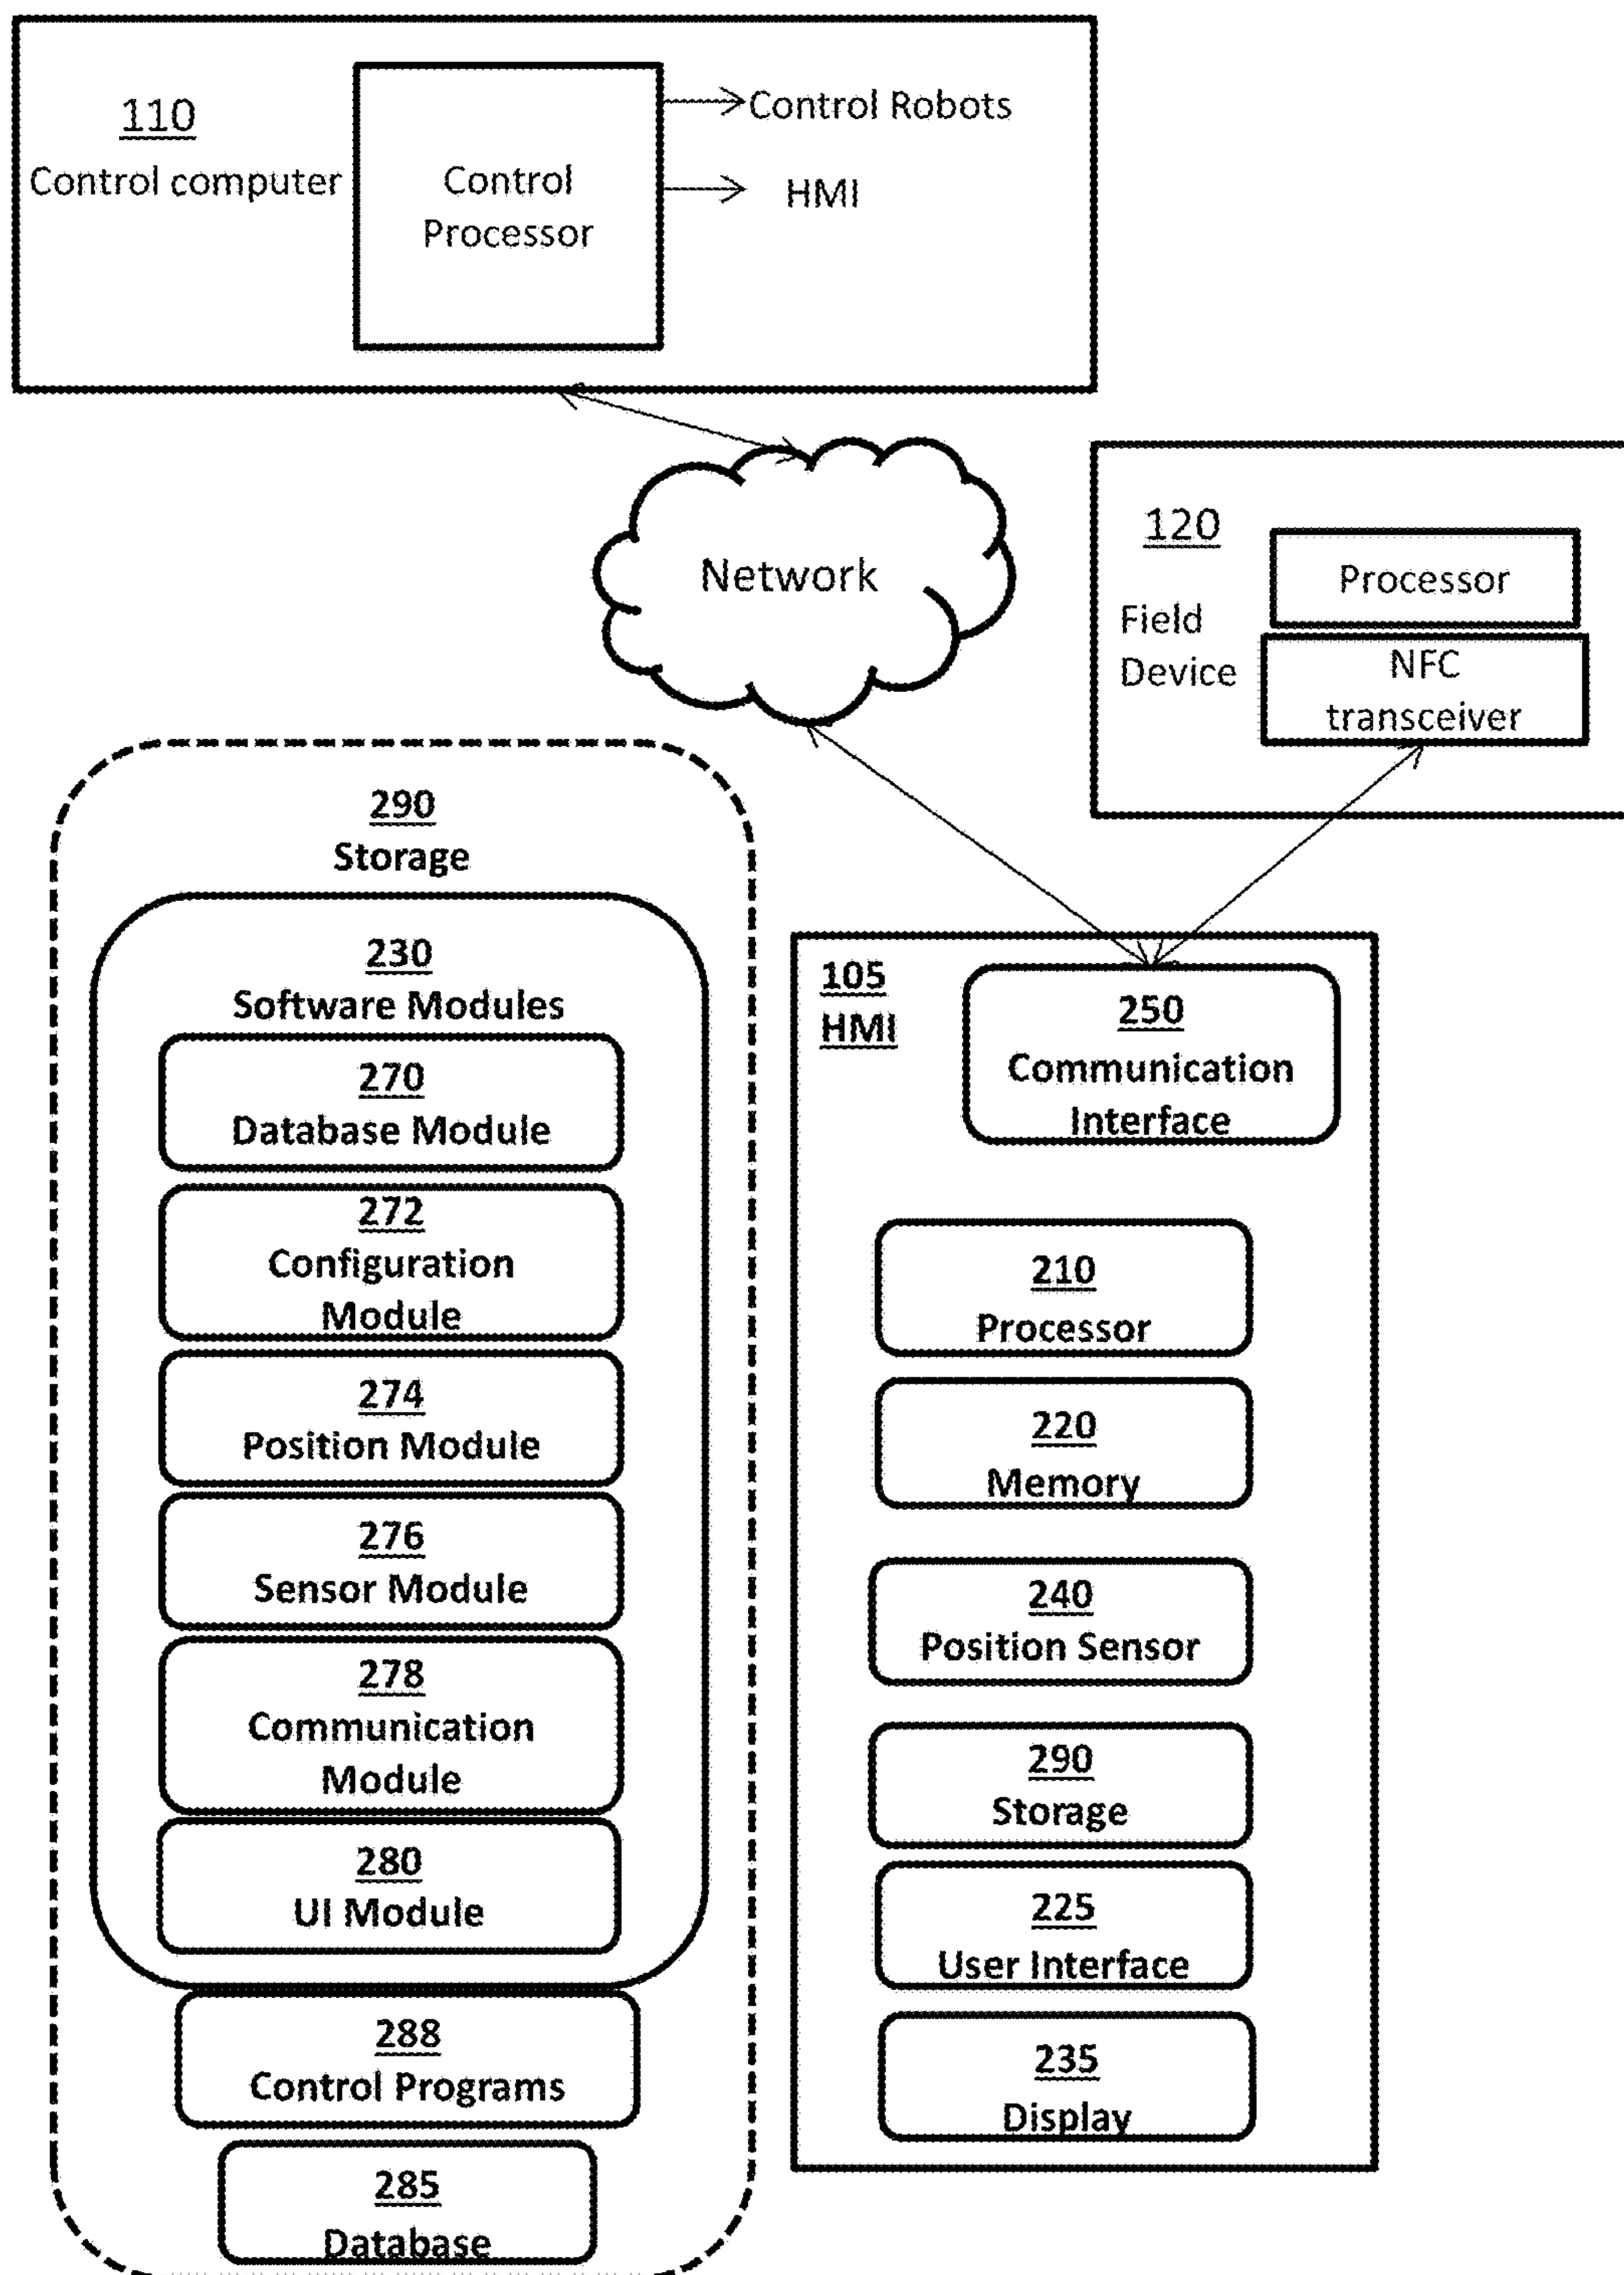 110
Control computer
Control
Processor
Control Robots
HMI
Network
120
Field
Device
Processor
NFC
transceiver
290
Storage
230
Software Modules
270
Database Module
272
Configuration
Module
274
Position Module
276
Sensor Module
278
Communication
Module
280
UI Module
288
Control Programs
285
Database
105
HMI
250
Communication
Interface
210
Processor
220
Memory
240
Position Sensor
290
Storage
225
User Interface
235
Display